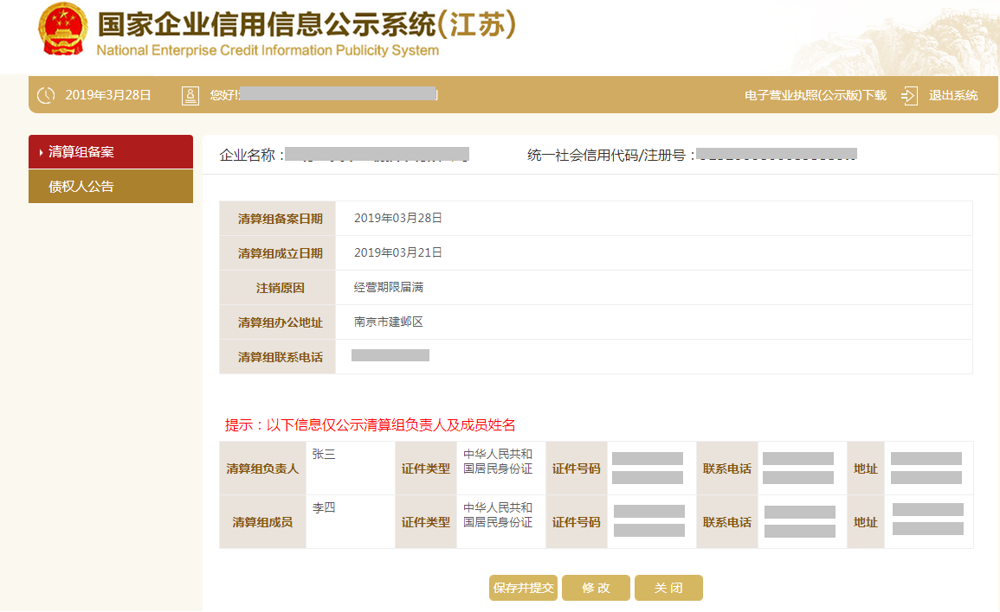 国家企业信用信息公示系统(江苏)
National Enterprise Credit Information Publicity System
2019年3月28日 您好! 电子营业执照(公示版)下载 退出系统
清算组备案
债权人公告
企业名称： 统一社会信用代码/注册号：
清算组备案日期 2019年03月28日
清算组成立日期 2019年03月21日
注销原因 经营期限届满
清算组办公地址 南京市建邺区
清算组联系电话
提示：以下信息仅公示清算组负责人及成员姓名
清算组负责人 张三 证件类型 中华人民共和国居民身份证 证件号码 联系电话 地址
清算组成员 李四 证件类型 中华人民共和国居民身份证 证件号码 联系电话 地址
保存并提交 修 改 关 闭